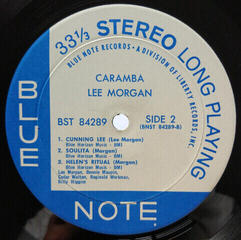 33⅓ STEREO LONG PLAYING
BLUE NOTE RECORDS • A DIVISION OF LIBERTY RECORDS, INC.
CARAMBA
LEE MORGAN
BST 84289
SIDE 2
(BNST 84289-B)
1. CUNNING LEE (Lee Morgan)
Blue Horizon Music - BMI
2. SOULITA (Morgan)
Blue Horizon Music - BMI
3. HELEN'S RITUAL (Morgan)
Blue Horizon Music - BMI
Lee Morgan, Bennie Maupin,
Cedar Walton, Reginald Workman,
Billy Higgins
BLUE
NOTE